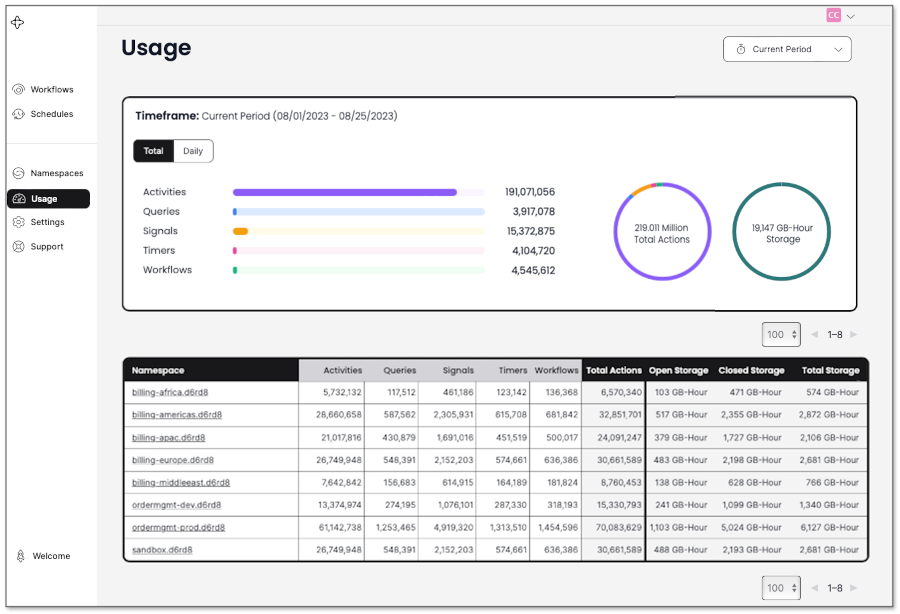 CC
Usage
Current Period
Workflows
Schedules
Namespaces
Usage
Settings
Support
Welcome
Timeframe: Current Period (08/01/2023 - 08/25/2023)
Total Daily
Activities 191,071,056
Queries 3,917,078
Signals 15,372,875
Timers 4,104,720
Workflows 4,545,612
219.011 Million
Total Actions
19,147 GB-Hour
Storage
100 1–8
Namespace Activities Queries Signals Timers Workflows Total Actions Open Storage Closed Storage Total Storage
billing-africa.d6rd8 5,732,132 117,512 461,186 123,142 136,368 6,570,340 103 GB-Hour 471 GB-Hour 574 GB-Hour
billing-americas.d6rd8 28,660,658 587,562 2,305,931 615,708 681,842 32,851,701 517 GB-Hour 2,355 GB-Hour 2,872 GB-Hour
billing-apac.d6rd8 21,017,816 430,879 1,691,016 451,519 500,017 24,091,247 379 GB-Hour 1,727 GB-Hour 2,106 GB-Hour
billing-europe.d6rd8 26,749,948 548,391 2,152,203 574,661 636,386 30,661,589 483 GB-Hour 2,198 GB-Hour 2,681 GB-Hour
billing-middleeast.d6rd8 7,642,842 156,683 614,915 164,189 181,824 8,760,453 138 GB-Hour 628 GB-Hour 766 GB-Hour
ordermgmt-dev.d6rd8 13,374,974 274,195 1,076,101 287,330 318,193 15,330,793 241 GB-Hour 1,099 GB-Hour 1,340 GB-Hour
ordermgmt-prod.d6rd8 61,142,738 1,253,465 4,919,320 1,313,510 1,454,596 70,083,629 1,103 GB-Hour 5,024 GB-Hour 6,127 GB-Hour
sandbox.d6rd8 26,749,948 548,391 2,152,203 574,661 636,386 30,661,589 488 GB-Hour 2,193 GB-Hour 2,681 GB-Hour
100 1–8